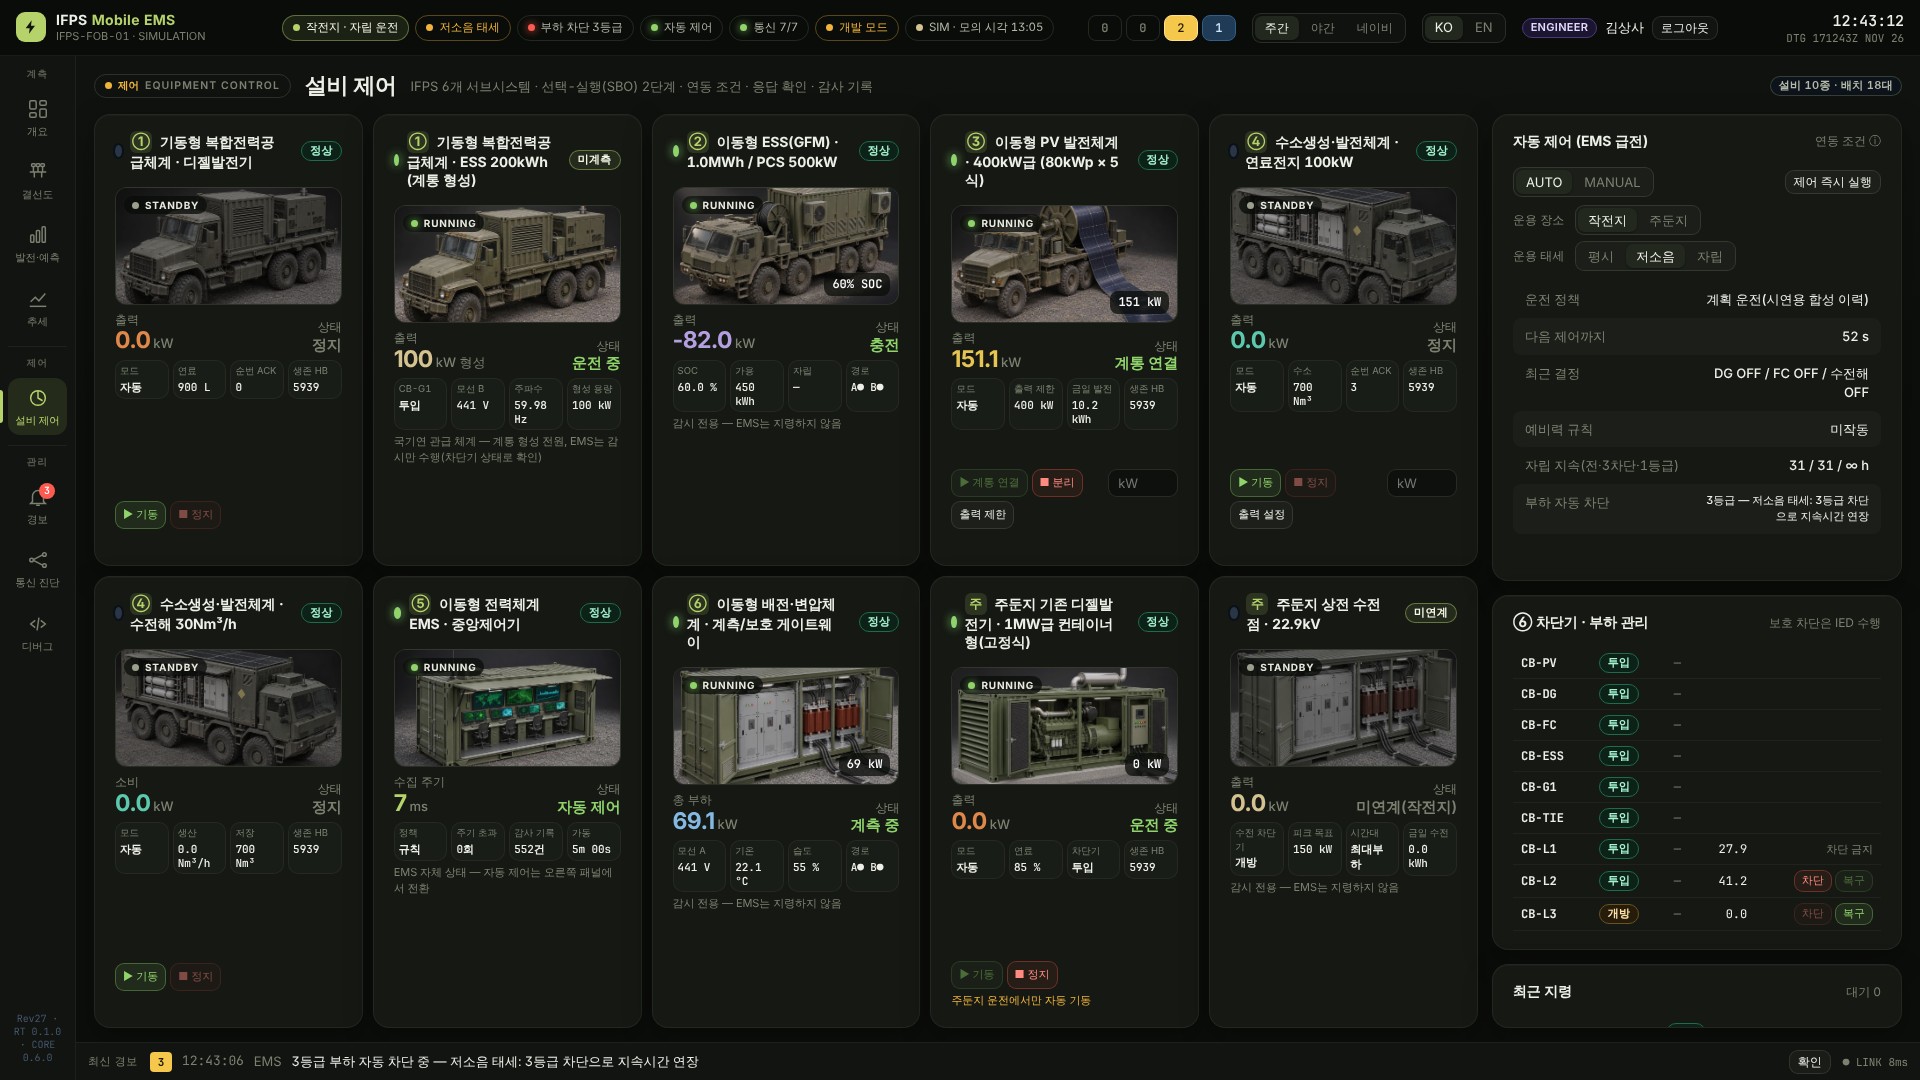 IFPS Mobile EMS
IFPS-FOB-01 · SIMULATION
작전지 · 자립 운전
저소음 태세
부하 차단 3등급
자동 제어
통신 7/7
개발 모드
SIM · 모의 시각 13:05
0 0 2 1
주간 야간 네이비
KO EN
ENGINEER 김상사 로그아웃
12:43:12
DTG 171243Z NOV 26
계측
개요
결선도
발전·예측
추세
제어
설비 제어
관리
3
경보
통신 진단
디버그
Rev27 ·
RT 0.1.0
· CORE
0.6.0
제어 EQUIPMENT CONTROL
설비 제어
IFPS 6개 서브시스템 · 선택-실행(SBO) 2단계 · 연동 조건 · 응답 확인 · 감사 기록
설비 10종 · 배치 18대
① 기동형 복합전력공
급체계 · 디젤발전기
정상
STANDBY
출력
0.0 kW
상태
정지
모드 연료 순번 ACK 생존 HB
자동 900 L 0 5939
▶ 기동 ■ 정지
① 기동형 복합전력공
급체계 · ESS 200kWh
(계통 형성)
미계측
RUNNING
출력
100 kW 형성
상태
운전 중
CB-G1 모선 B 주파수 형성 용량
투입 441 V 59.98 Hz 100 kW
국기연 관급 체계 — 계통 형성 전원, EMS는 감
시만 수행(차단기 상태로 확인)
② 이동형 ESS(GFM) ·
1.0MWh / PCS 500kW
정상
RUNNING
60% SOC
출력
-82.0 kW
상태
충전
SOC 가용 자립 경로
60.0 % 450 kWh — A● B●
감시 전용 — EMS는 지령하지 않음
③ 이동형 PV 발전체계
· 400kW급 (80kWp × 5
식)
정상
RUNNING
151 kW
출력
151.1 kW
상태
계통 연결
모드 출력 제한 금일 발전 생존 HB
자동 400 kW 10.2 kWh 5939
▶ 계통 연결 ■ 분리 kW
출력 제한
④ 수소생성·발전체계 ·
연료전지 100kW
정상
STANDBY
출력
0.0 kW
상태
정지
모드 수소 순번 ACK 생존 HB
자동 700 Nm³ 3 5939
▶ 기동 ■ 정지 kW
출력 설정
④ 수소생성·발전체계 ·
수전해 30Nm³/h
정상
STANDBY
소비
0.0 kW
상태
정지
모드 생산 저장 생존 HB
자동 0.0 Nm³/h 700 Nm³ 5939
▶ 기동 ■ 정지
⑤ 이동형 전력체계
EMS · 중앙제어기
정상
RUNNING
수집 주기
7 ms
상태
자동 제어
정책 주기 초과 감사 기록 가동
규칙 0회 552건 5m 00s
EMS 자체 상태 — 자동 제어는 오른쪽 패널에
서 전환
⑥ 이동형 배전·변압체
계 · 계측/보호 게이트웨
이
정상
RUNNING
69 kW
총 부하
69.1 kW
상태
계측 중
모선 A 기온 습도 경로
441 V 22.1 °C 55 % A● B●
감시 전용 — EMS는 지령하지 않음
주 주둔지 기존 디젤발
전기 · 1MW급 컨테이너
형(고정식)
정상
RUNNING
0 kW
출력
0.0 kW
상태
운전 중
모드 연료 차단기 생존 HB
자동 85 % 투입 5939
▶ 기동 ■ 정지
주둔지 운전에서만 자동 기동
주 주둔지 상전 수전
점 · 22.9kV
미연계
STANDBY
출력
0.0 kW
상태
미연계(작전지)
수전 차단기 피크 목표 시간대 금일 수전
개방 150 kW 최대부하 0.0 kWh
감시 전용 — EMS는 지령하지 않음
자동 제어 (EMS 급전)
연동 조건 ⓘ
AUTO MANUAL
제어 즉시 실행
운용 장소 작전지 주둔지
운용 태세 평시 저소음 자립
운전 정책 계획 운전(시연용 합성 이력)
다음 제어까지 52 s
최근 결정 DG OFF / FC OFF / 수전해
OFF
예비력 규칙 미작동
자립 지속(전·3차단·1등급) 31 / 31 / ∞ h
부하 자동 차단 3등급 — 저소음 태세: 3등급 차단
으로 지속시간 연장
⑥ 차단기 · 부하 관리
보호 차단은 IED 수행
CB-PV 투입 —
CB-DG 투입 —
CB-FC 투입 —
CB-ESS 투입 —
CB-G1 투입 —
CB-TIE 투입 —
CB-L1 투입 — 27.9 차단 금지
CB-L2 투입 — 41.2 차단 복구
CB-L3 개방 — 0.0 차단 복구
최근 지령
대기 0
최신 경보 3 12:43:06 EMS 3등급 부하 자동 차단 중 — 저소음 태세: 3등급 차단으로 지속시간 연장
확인
LINK 8ms